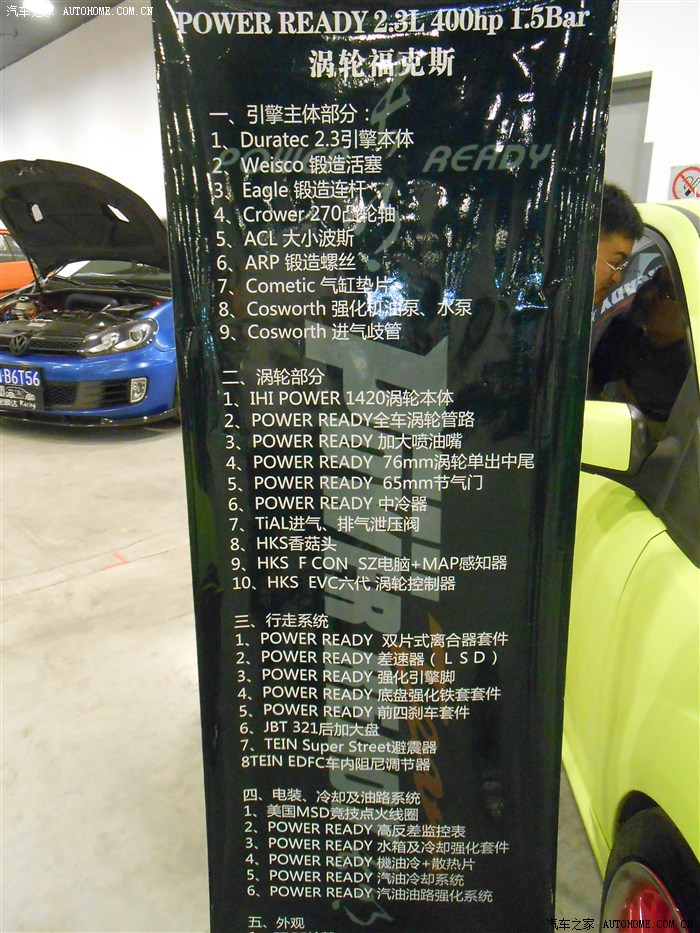 汽车之家 AUTOHOME.COM.CN
POWER READY 2.3L 400hp 1.5Bar
涡轮福克斯
一、引擎主体部分：
1、Duratec 2.3引擎本体
2、Weisco 锻造活塞
READY
3、Eagle 锻造连杆
4、Crower 270凸轮轴
5、ACL 大小波斯
6、ARP 锻造螺丝
7、Cometic 气缸垫片
8、Cosworth 强化机油泵、水泵
9、Cosworth 进气歧管
B6T56
Racing
二、涡轮部分
1、IHI POWER 1420涡轮本体
2、POWER READY全车涡轮管路
3、POWER READY 加大喷油嘴
4、POWER READY 76mm涡轮单出中尾
5、POWER READY 65mm节气门
6、POWER READY 中冷器
7、TiAL进气、排气泄压阀
8、HKS香菇头
9、HKS F CON SZ电脑+MAP感知器
10、HKS EVC六代 涡轮控制器
三、行走系统
1、POWER READY 双片式离合器套件
2、POWER READY 差速器（ＬＳＤ）
3、POWER READY 强化引擎脚
4、POWER READY 底盘强化铁套套件
5、POWER READY 前四刹车套件
6、JBT 321后加大盘
7、TEIN Super Street避震器
8TEIN EDFC车内阻尼调节器
四、电装、冷却及油路系统
1、美国MSD竞技点火线圈
2、POWER READY 高反差监控表
3、POWER READY 水箱及冷却强化套件
4、POWER READY 機油冷+散热片
5、POWER READY 汽油冷却系统
6、POWER READY 汽油油路强化系统
五、外观
汽车之家 AUTOHOME.COM.CN